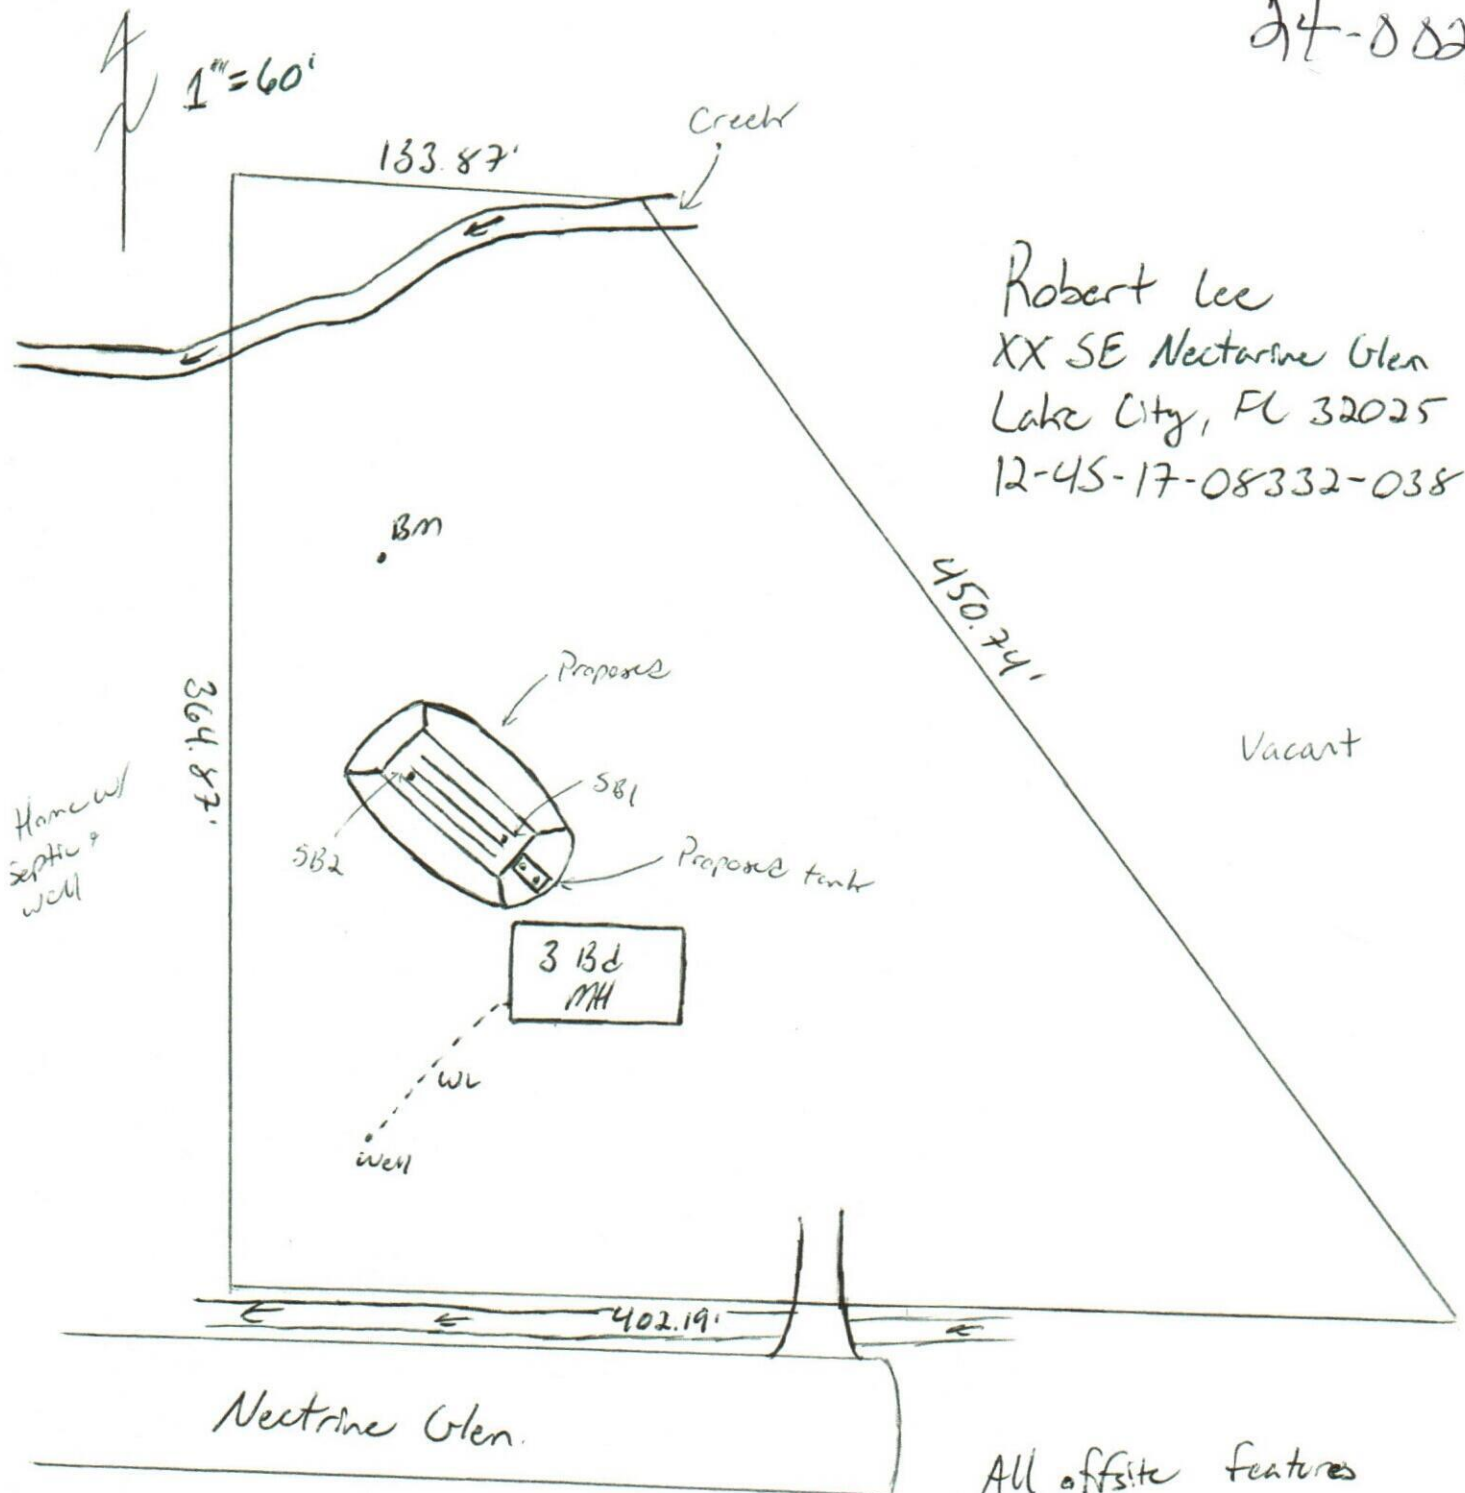 24-002
1"=60'
133.87'
Creek
Robert Lee
XX SE Nectarine Glen
Lake City, FL 32025
12-4S-17-08332-038
BM
450.74'
364.87'
Proposed
Vacant
SB1
Home w/
septic &
well
SB2
Proposed tank
3 Bd
MH
WL
Well
402.19'
Nectrine Glen.
All offsite features